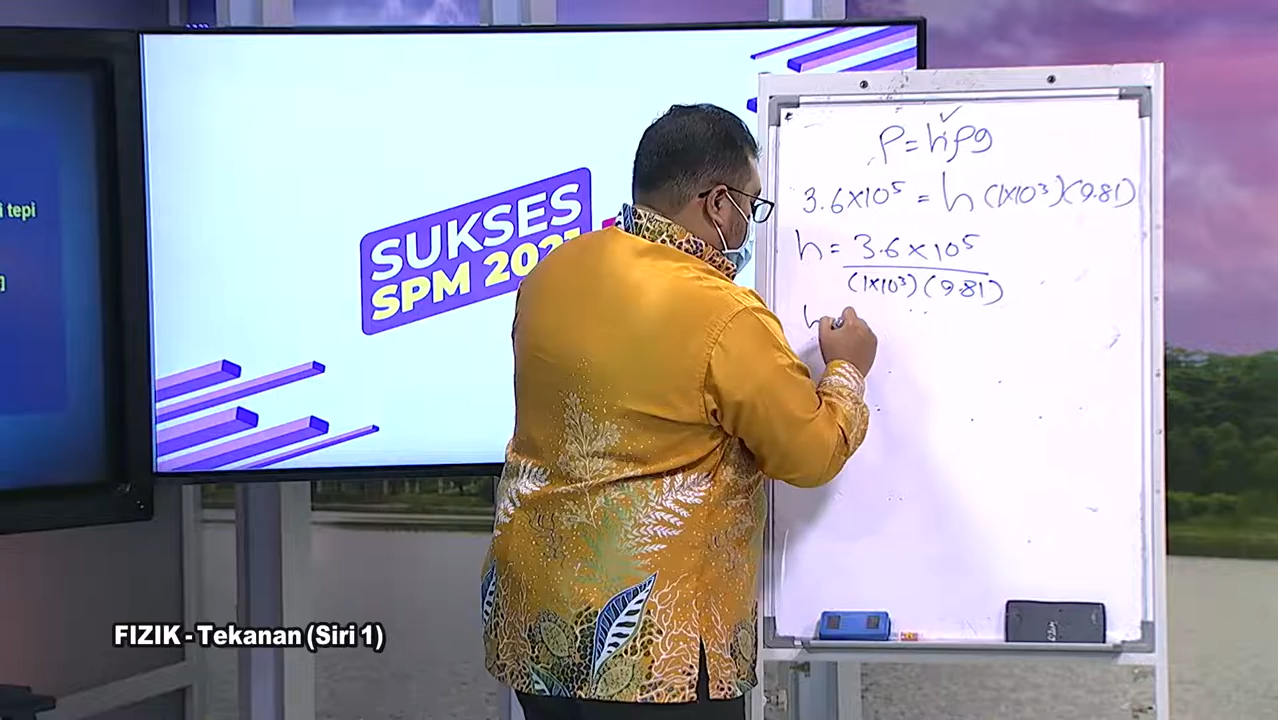 i tepi
SUKSES
SPM 2021
P = hρg
3.6×10⁵ = h (1×10³)(9.81)
h = 3.6 × 10⁵
(1×10³) (9.81)
h
FIZIK - Tekanan (Siri 1)